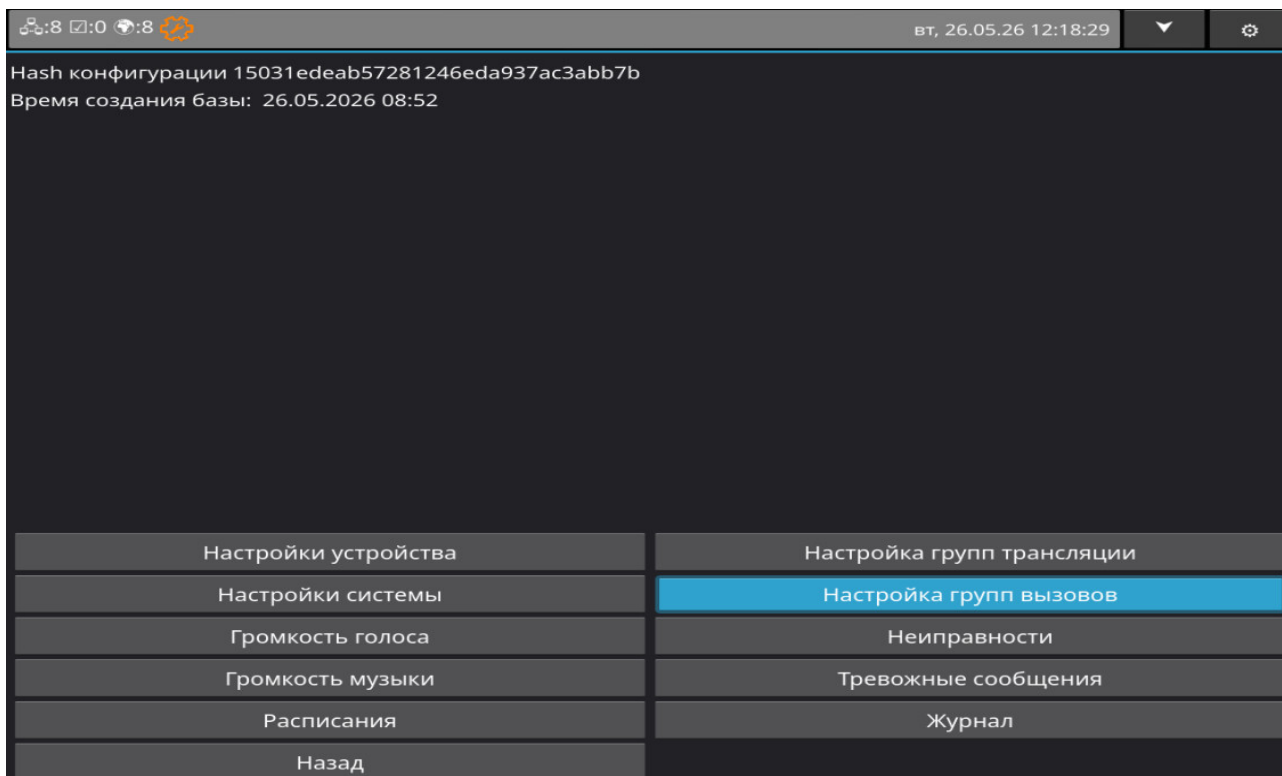 :8 ☑:0 :8 вт, 26.05.26 12:18:29
Hash конфигурации 15031edeab57281246eda937ac3abb7b
Время создания базы: 26.05.2026 08:52
Настройки устройства Настройка групп трансляции
Настройки системы Настройка групп вызовов
Громкость голоса Неиправности
Громкость музыки Тревожные сообщения
Расписания Журнал
Назад